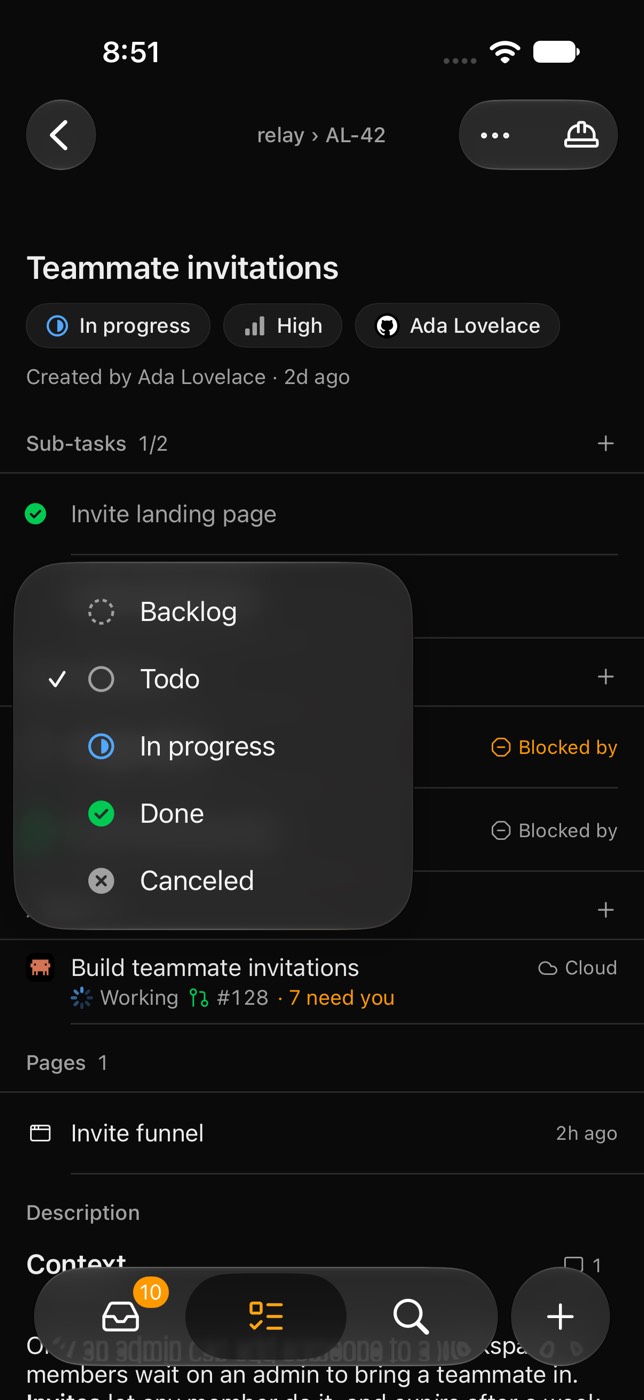 8:51
relay › AL-42
Teammate invitations
In progress
High
Ada Lovelace
Created by Ada Lovelace · 2d ago
Sub-tasks 1/2
Invite landing page
Backlog
Todo
In progress
Blocked by
Done
Blocked by
Canceled
Build teammate invitations
Cloud
Working #128 · 7 need you
Pages 1
Invite funnel
2h ago
Description
Context
1
10
members wait on an admin to bring a teammate in.